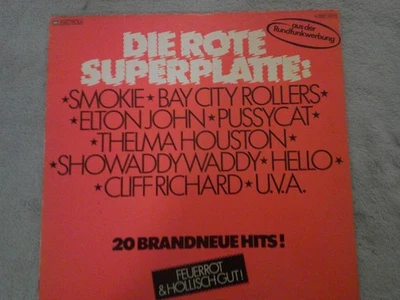 aus der
Rundfunkwerbung
DIE ROTE
SUPERPLATTE:
★SMOKIE★BAY CITY ROLLERS★
★ELTON JOHN★PUSSYCAT★
★THELMA HOUSTON★
★SHOWADDYWADDY★HELLO★
★CLIFF RICHARD★U.V.A.
20 BRANDNEUE HITS!
FEUERROT
& HÖLLISCH GUT!